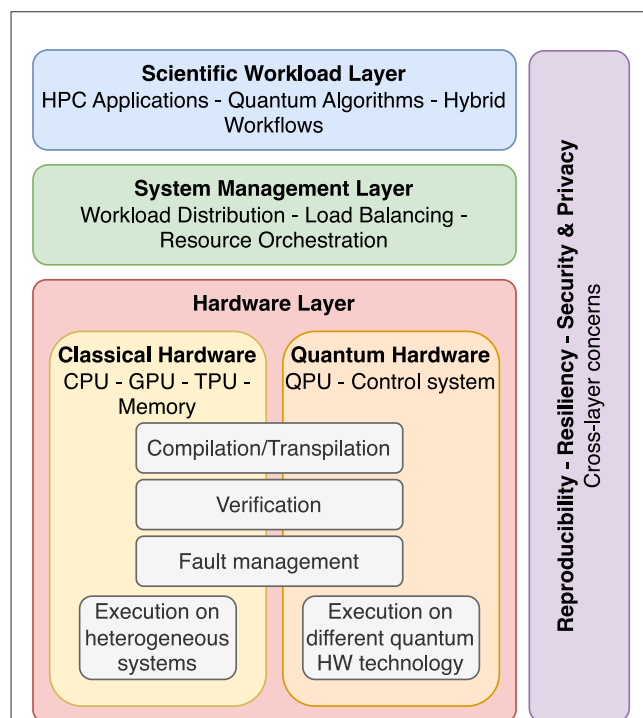 Scientific Workload Layer
HPC Applications - Quantum Algorithms - Hybrid
Workflows
System Management Layer
Workload Distribution - Load Balancing -
Resource Orchestration
Hardware Layer
Classical Hardware
CPU - GPU - TPU -
Memory
Quantum Hardware
QPU - Control system
Compilation/Transpilation
Verification
Fault management
Execution on
heterogeneous
systems
Execution on
different quantum
HW technology
Reproducibility - Resiliency - Security & Privacy
Cross-layer concerns